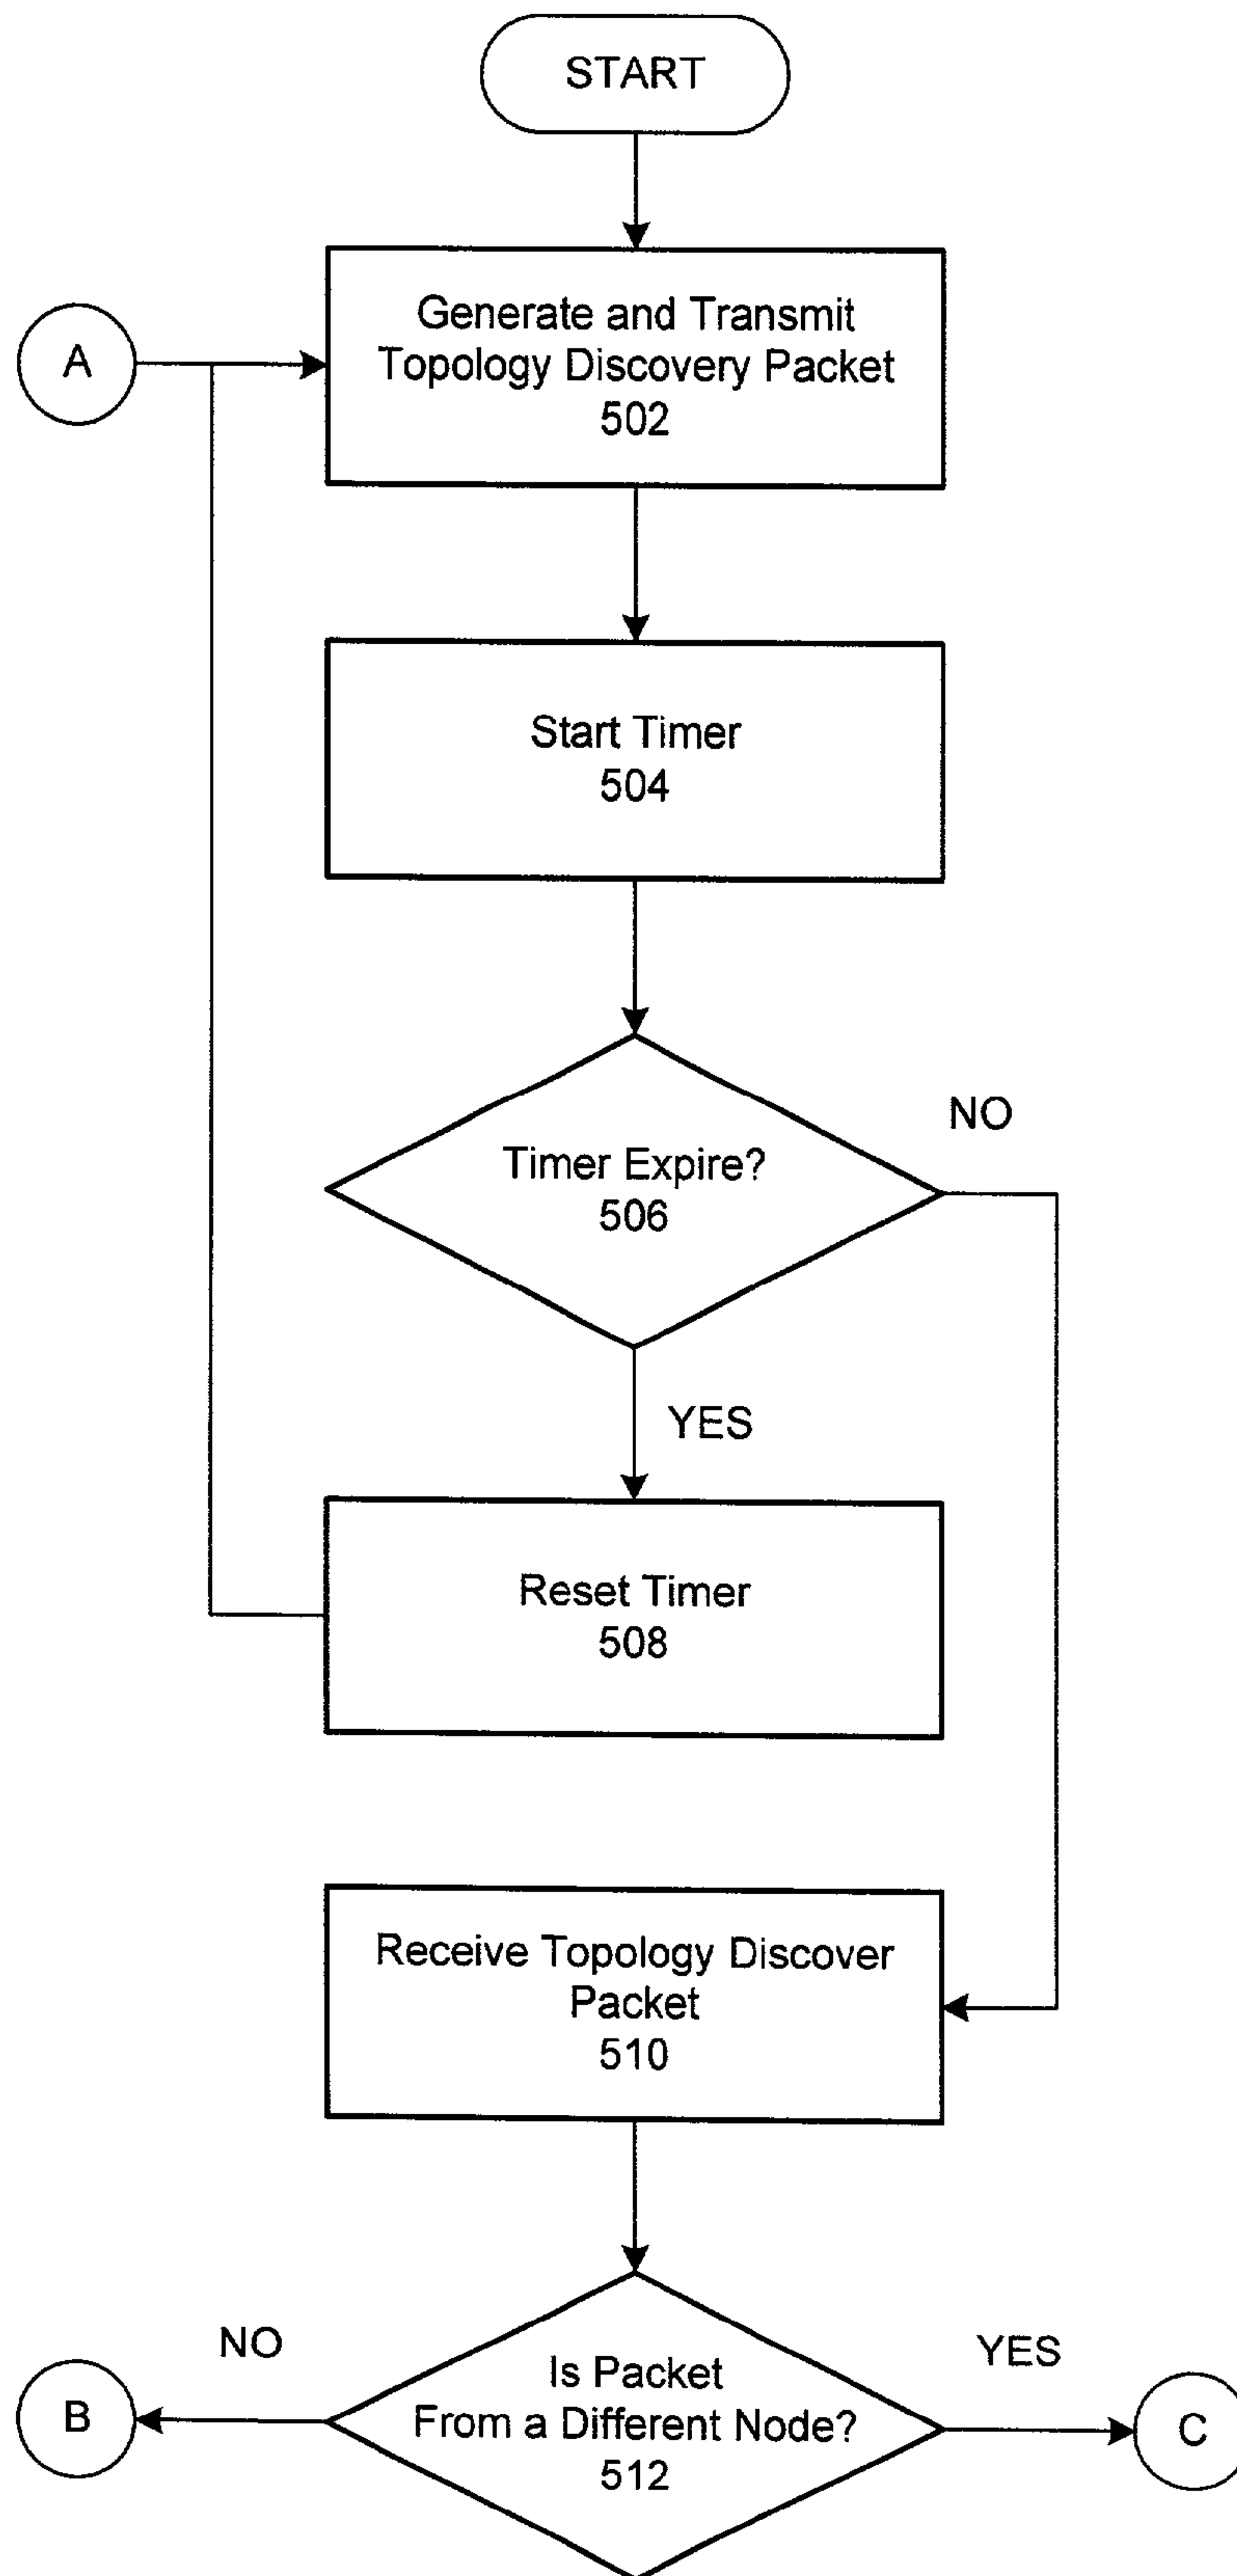 START
A
Generate and Transmit
Topology Discovery Packet
502
Start Timer
504
NO
Timer Expire?
506
YES
Reset Timer
508
Receive Topology Discover
Packet
510
NO
YES
Is Packet
From a Different Node?
512
B
C